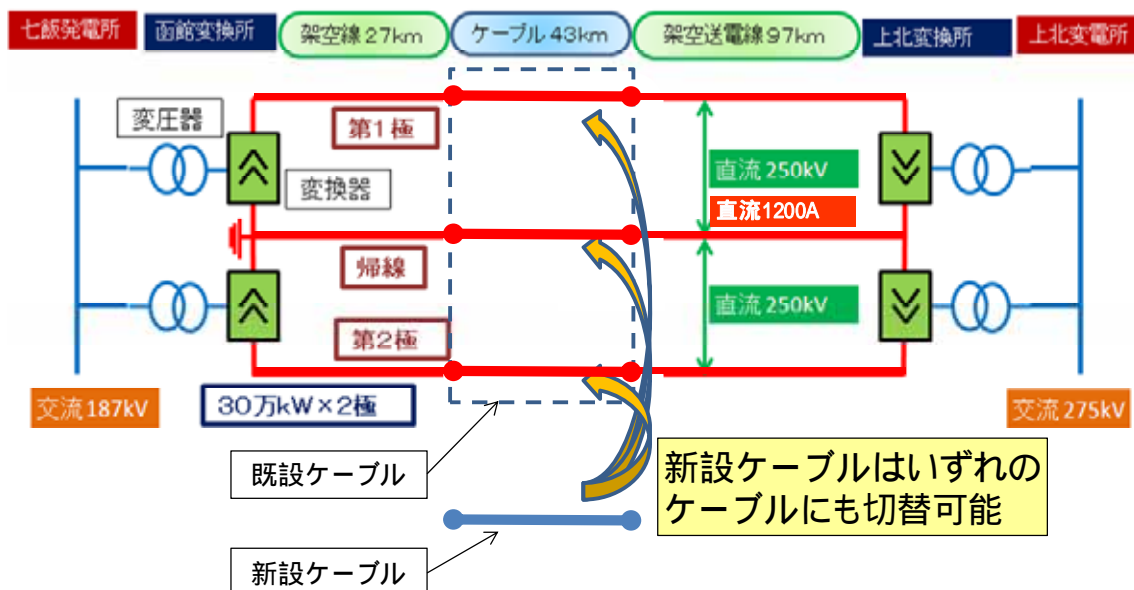 七飯発電所
函館変換所
架空線27km
ケーブル43km
架空送電線97km
上北変換所
上北変電所
変圧器
第1極
変換器
直流250kV
直流1200A
帰線
直流250kV
第2極
交流187kV
30万kW×2極
交流275kV
既設ケーブル
新設ケーブルはいずれの
ケーブルにも切替可能
新設ケーブル